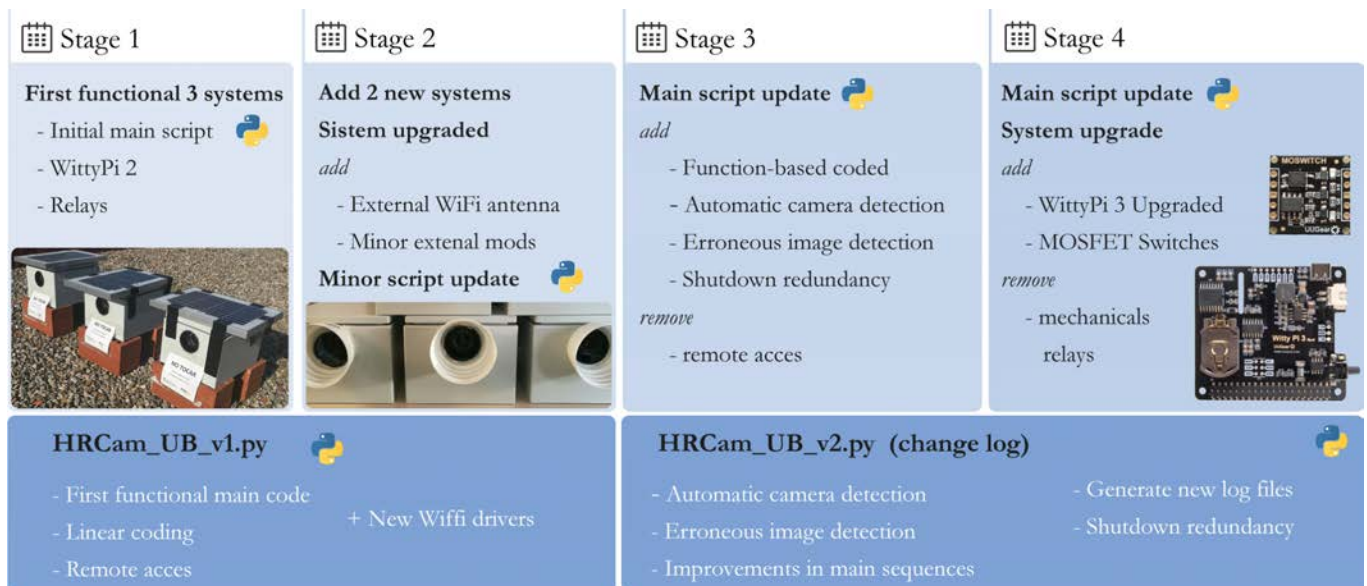 Stage 1
First functional 3 systems
- Initial main script
- WittyPi 2
- Relays
NO TOCAR
Stage 2
Add 2 new systems
Sistem upgraded
add
- External WiFi antenna
- Minor extenal mods
Minor script update
Stage 3
Main script update
add
- Function-based coded
- Automatic camera detection
- Erroneous image detection
- Shutdown redundancy
remove
- remote acces
Stage 4
Main script update
System upgrade
add
- WittyPi 3 Upgraded
- MOSFET Switches
remove
- mechanicals
relays
MOSWITCH
UUGear
Witty Pi 3
UUGear
HRCam_UB_v1.py
- First functional main code
- Linear coding
- Remote acces
+ New Wiffi drivers
HRCam_UB_v2.py (change log)
- Automatic camera detection
- Erroneous image detection
- Improvements in main sequences
- Generate new log files
- Shutdown redundancy